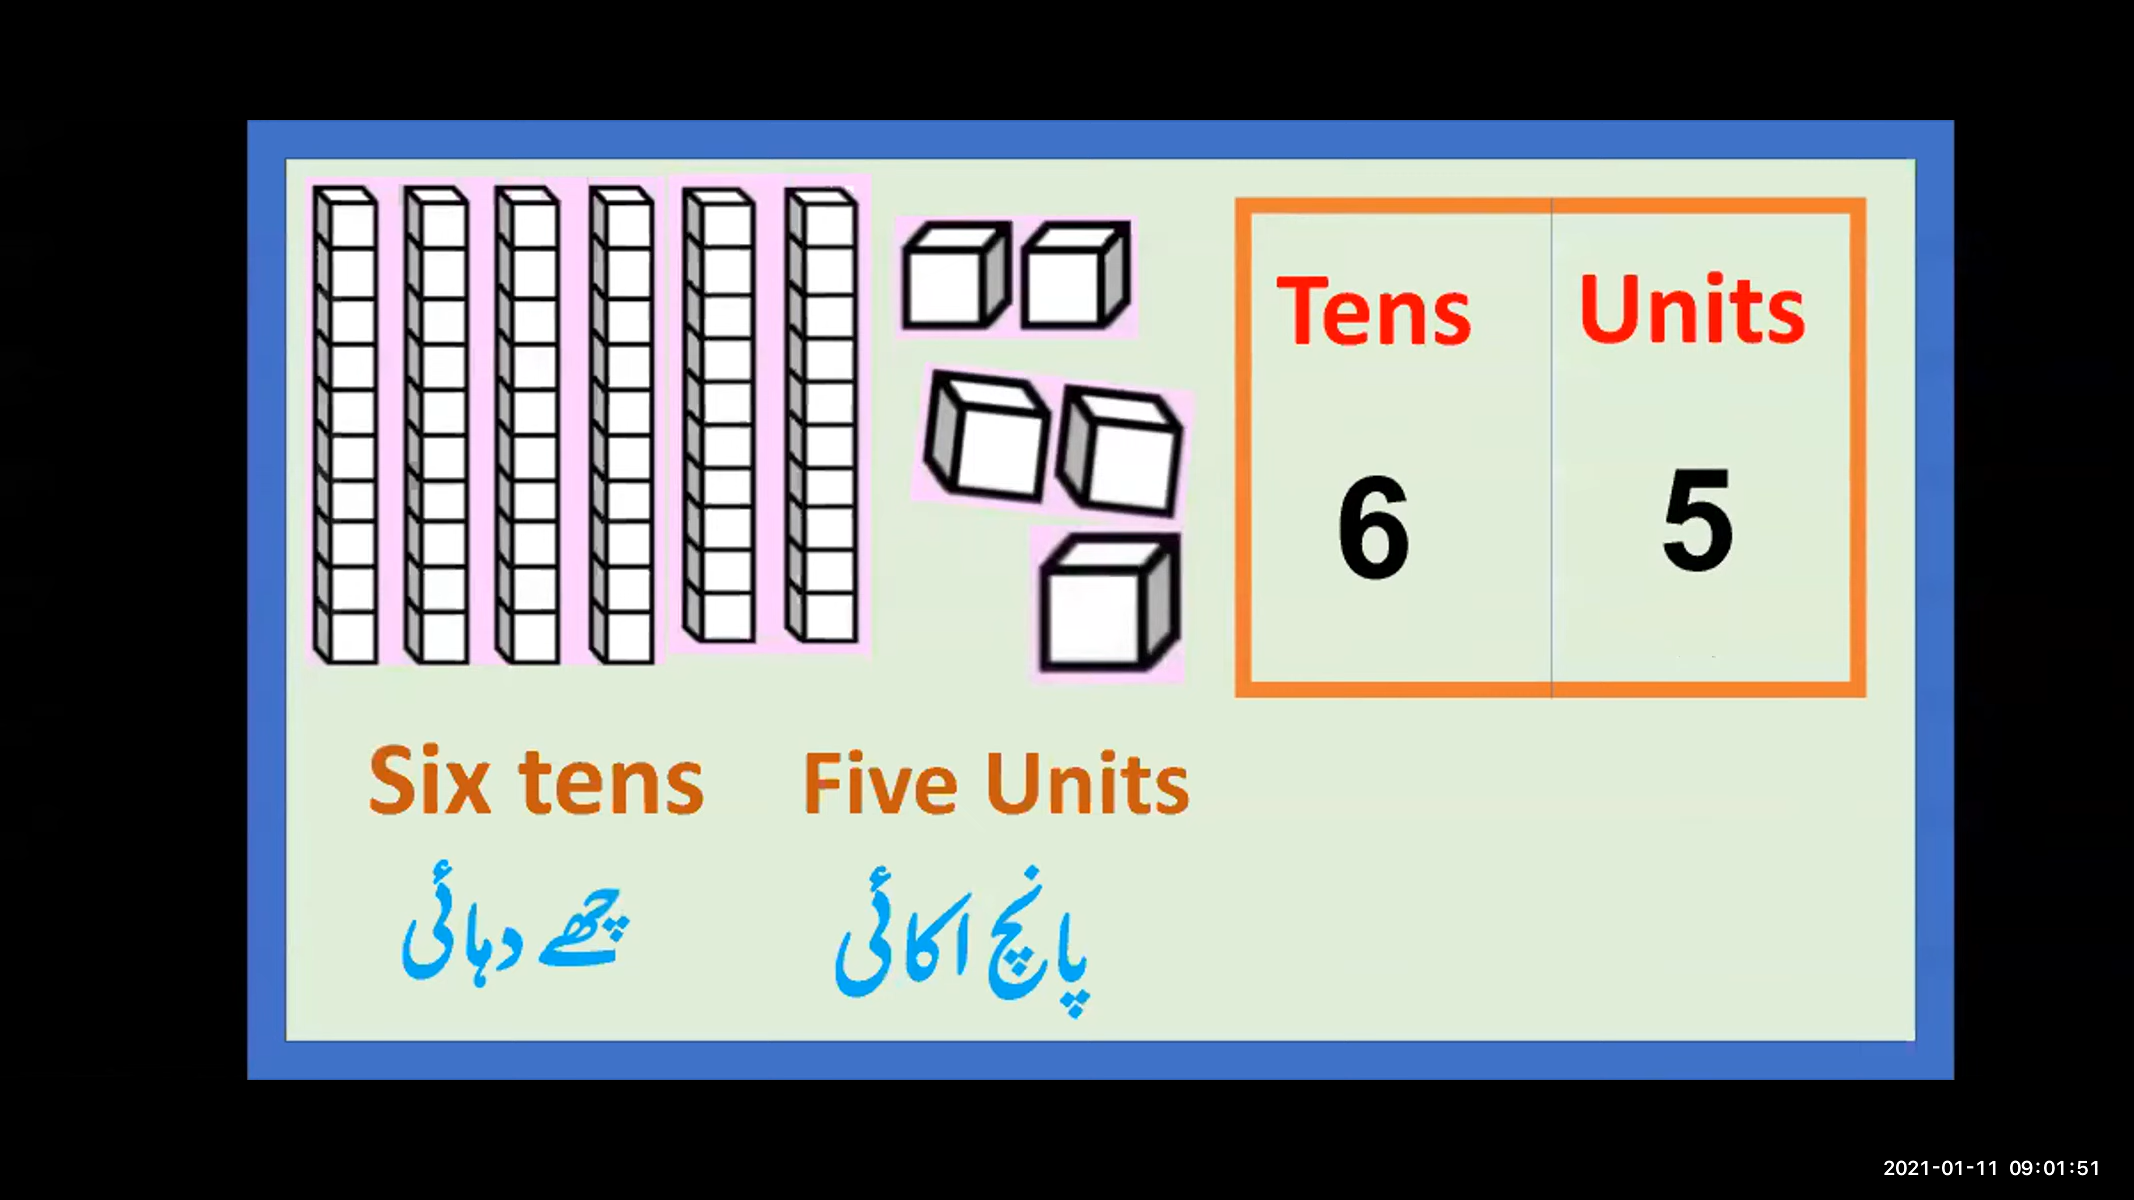 Tens Units
6 5
Six tens Five Units
چھے دہائی پانچ اکائی
2021-01-11 09:01:51